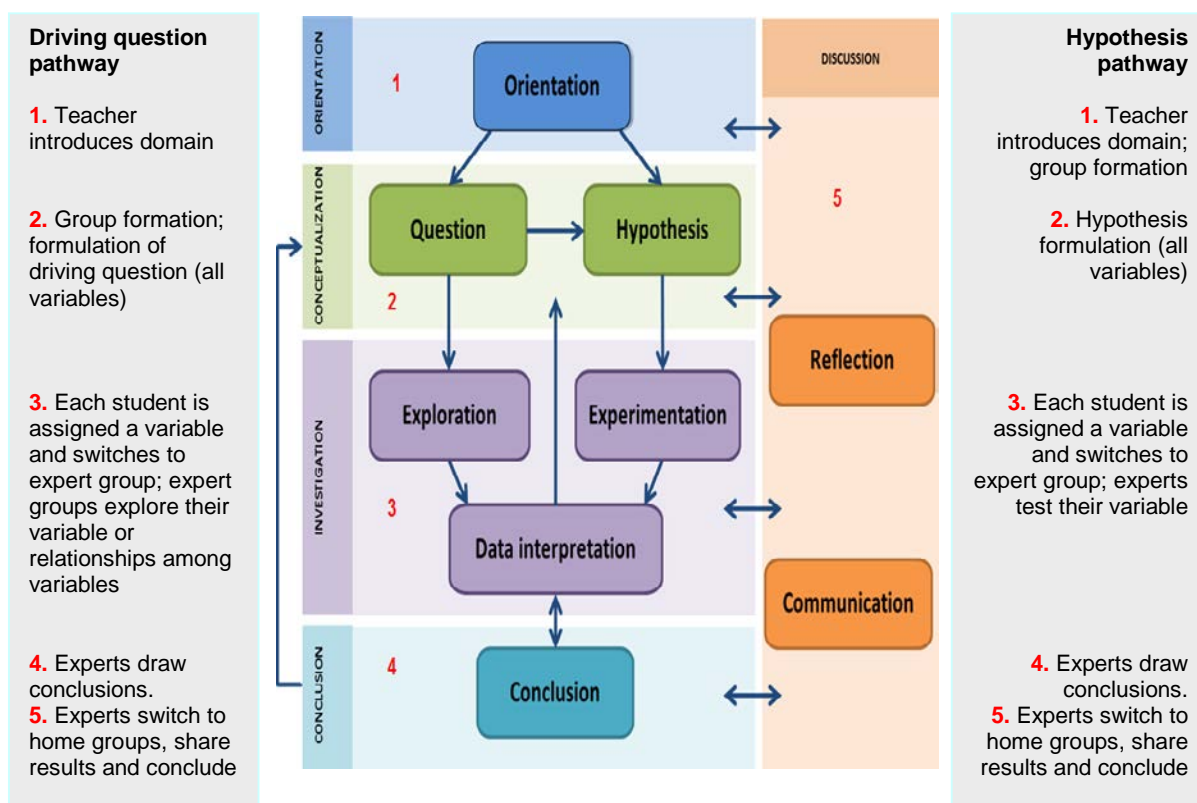 Driving question
pathway
1. Teacher
introduces domain
2. Group formation;
formulation of
driving question (all
variables)
3. Each student is
assigned a variable
and switches to
expert group; expert
groups explore their
variable or
relationships among
variables
4. Experts draw
conclusions.
5. Experts switch to
home groups, share
results and conclude
ORIENTATION
1
Orientation
CONCEPTUALIZATION
Question
Hypothesis
2
INVESTIGATION
Exploration
Experimentation
3
Data interpretation
CONCLUSION
4
Conclusion
DISCUSSION
5
Reflection
Communication
Hypothesis
pathway
1. Teacher
introduces domain;
group formation
2. Hypothesis
formulation (all
variables)
3. Each student is
assigned a variable
and switches to
expert group; experts
test their variable
4. Experts draw
conclusions.
5. Experts switch to
home groups, share
results and conclude